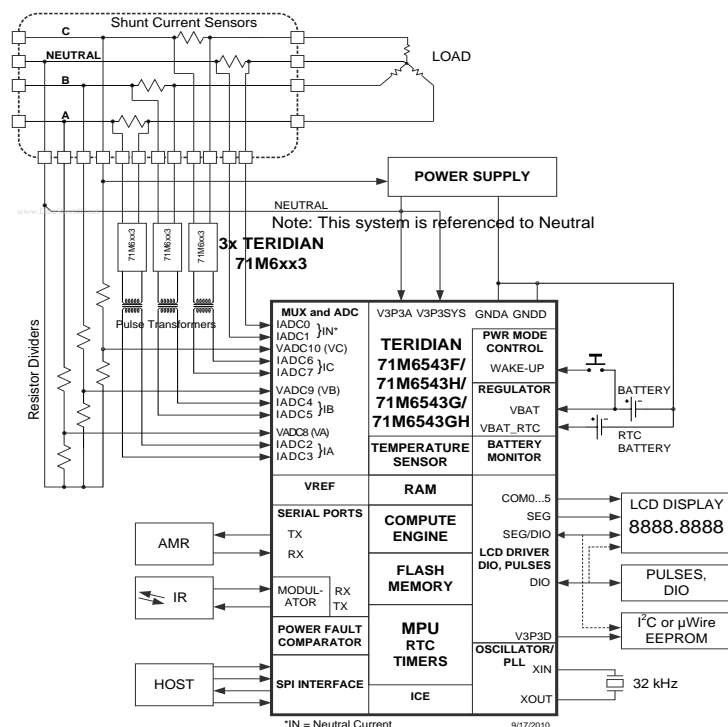 Shunt Current Sensors
C
NEUTRAL
B
A
LOAD
POWER SUPPLY
NEUTRAL
Note: This system is referenced to Neutral
71M6xx3
71M6xx3
71M6xx3
3x TERIDIAN
71M6xx3
Pulse Transformers
Resistor Dividers
MUX and ADC
IADC0
IADC1
}IN*
VADC10 (VC)
IADC6
IADC7
}IC
VADC9 (VB)
IADC4
IADC5
}IB
VADC8 (VA)
IADC2
IADC3
}IA
V3P3A
V3P3SYS
GNDA
GNDD
TERIDIAN
71M6543F/
71M6543H/
71M6543G/
71M6543GH
PWR MODE
CONTROL
WAKE-UP
REGULATOR
VBAT
VBAT_RTC
BATTERY
RTC
BATTERY
TEMPERATURE
SENSOR
BATTERY
MONITOR
VREF
RAM
SERIAL PORTS
TX
RX
AMR
COMPUTE
ENGINE
COM0...5
SEG
SEG/DIO
LCD DRIVER
DIO, PULSES
DIO
LCD DISPLAY
8888.8888
IR
MODUL-
ATOR
RX
TX
FLASH
MEMORY
PULSES,
DIO
POWER FAULT
COMPARATOR
MPU
RTC
TIMERS
V3P3D
I2C or µWire
EEPROM
OSCILLATOR/
PLL
XIN
XOUT
32 kHz
HOST
SPI INTERFACE
ICE
*IN = Neutral Current
9/17/2010